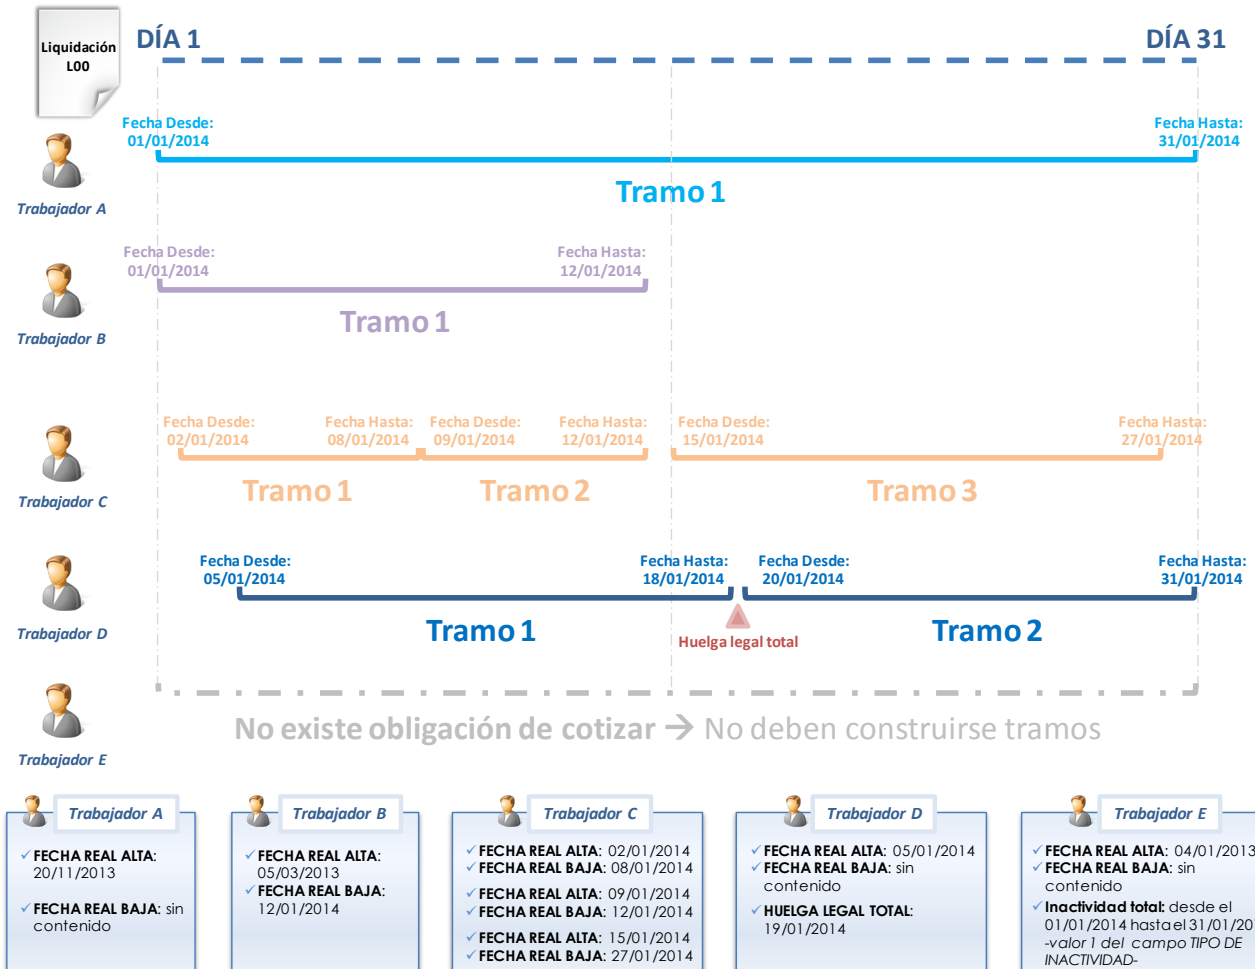 Liquidación
L00
DÍA 1
DÍA 31
Fecha Desde:
01/01/2014
Fecha Hasta:
31/01/2014
Tramo 1
Trabajador A
Fecha Desde:
01/01/2014
Fecha Hasta:
12/01/2014
Tramo 1
Trabajador B
Fecha Desde:
02/01/2014
Fecha Hasta:
08/01/2014
Fecha Desde:
09/01/2014
Fecha Hasta:
12/01/2014
Fecha Desde:
15/01/2014
Fecha Hasta:
27/01/2014
Tramo 1
Tramo 2
Tramo 3
Trabajador C
Fecha Desde:
05/01/2014
Fecha Hasta:
18/01/2014
Fecha Desde:
20/01/2014
Fecha Hasta:
31/01/2014
Tramo 1
Huelga legal total
Tramo 2
Trabajador D
No existe obligación de cotizar → No deben construirse tramos
Trabajador E
Trabajador A
✓ FECHA REAL ALTA:
20/11/2013
✓ FECHA REAL BAJA: sin
contenido
Trabajador B
✓ FECHA REAL ALTA:
05/03/2013
✓ FECHA REAL BAJA:
12/01/2014
Trabajador C
✓ FECHA REAL ALTA: 02/01/2014
✓ FECHA REAL BAJA: 08/01/2014
✓ FECHA REAL ALTA: 09/01/2014
✓ FECHA REAL BAJA: 12/01/2014
✓ FECHA REAL ALTA: 15/01/2014
✓ FECHA REAL BAJA: 27/01/2014
Trabajador D
✓ FECHA REAL ALTA: 05/01/2014
✓ FECHA REAL BAJA: sin
contenido
✓ HUELGA LEGAL TOTAL:
19/01/2014
Trabajador E
✓ FECHA REAL ALTA: 04/01/2013
✓ FECHA REAL BAJA: sin
contenido
✓ Inactividad total: desde el
01/01/2014 hasta el 31/01/20
-valor 1 del campo TIPO DE
INACTIVIDAD-